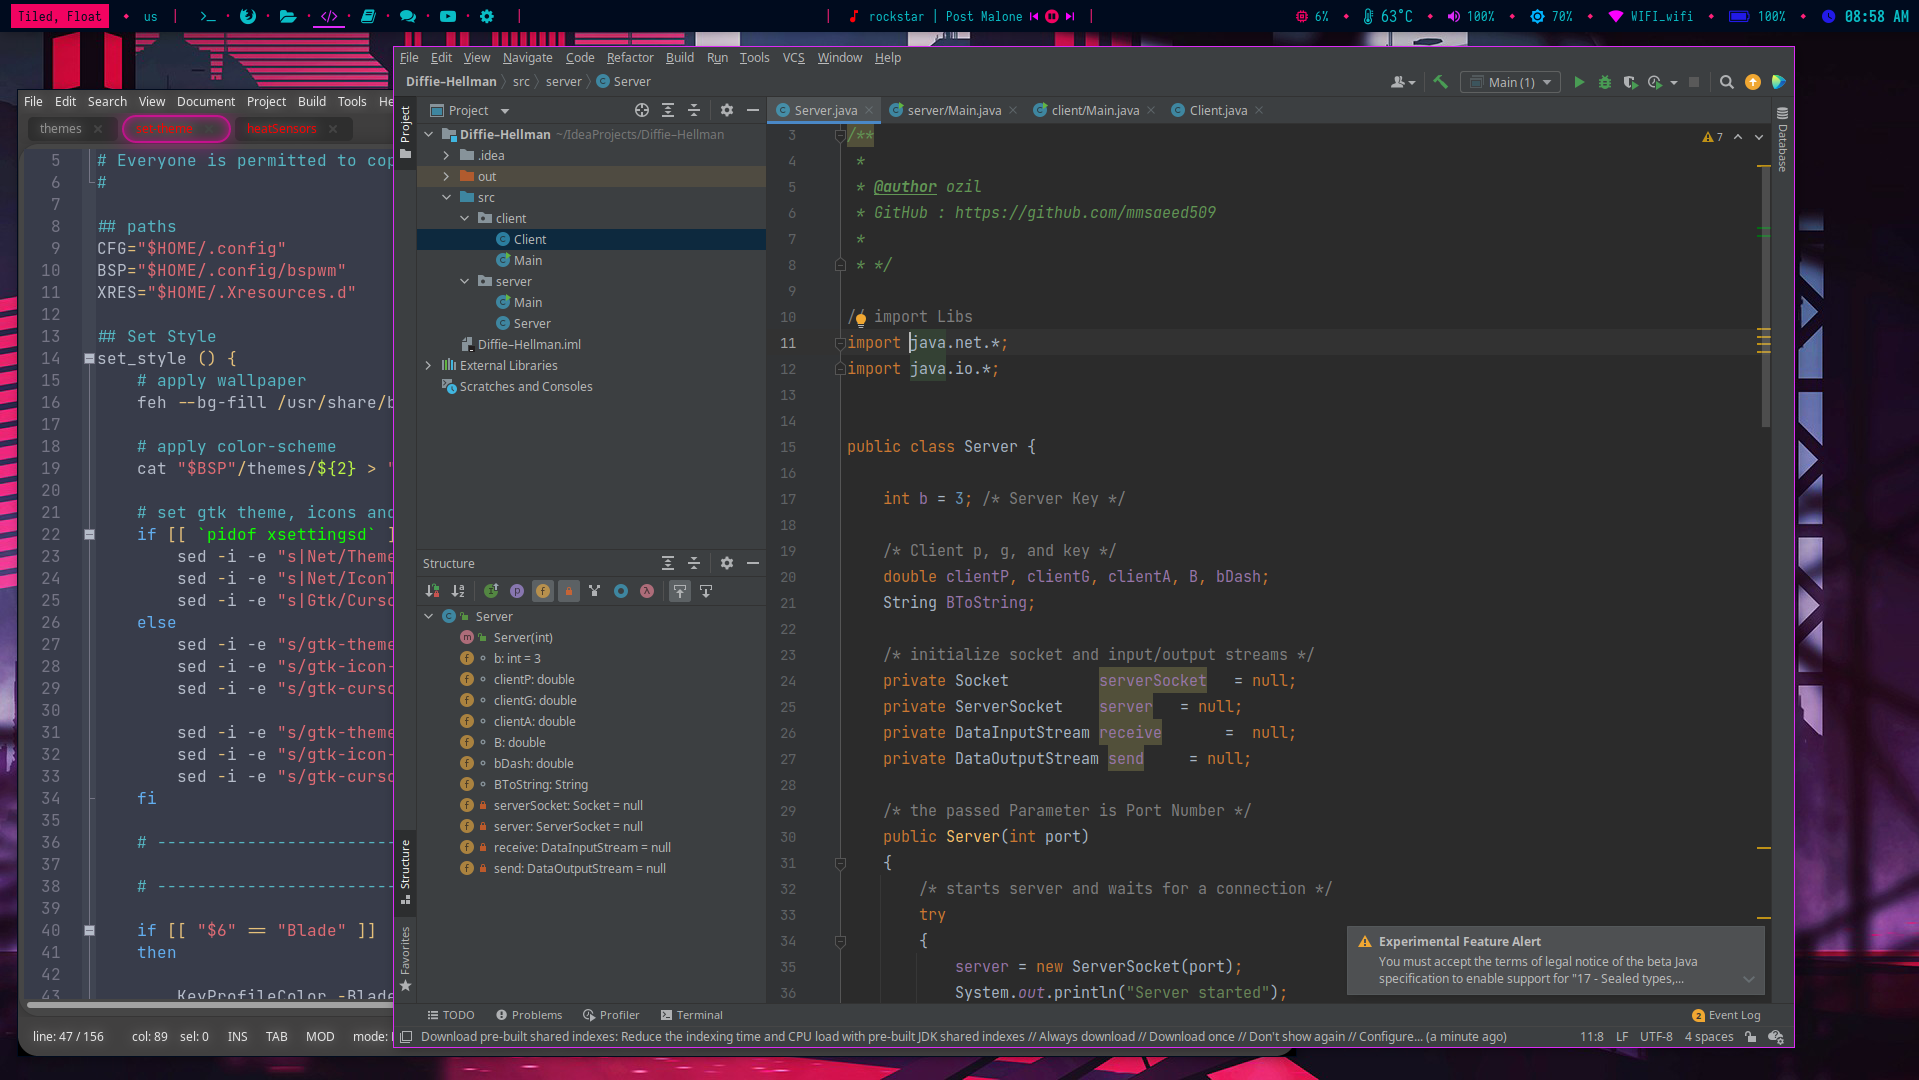 Tiled, Float us rockstar | Post Malone 6% 63°C 100% 70% WIFI_wifi 100% 08:58 AM
File Edit Search View Document Project Build Tools He
themes set-theme heatSensors
5 # Everyone is permitted to cop
6 #
7
8 ## paths
9 CFG="$HOME/.config"
10 BSP="$HOME/.config/bspwm"
11 XRES="$HOME/.Xresources.d"
12
13 ## Set Style
14 set_style () {
15 # apply wallpaper
16 feh --bg-fill /usr/share/b
17
18 # apply color-scheme
19 cat "$BSP"/themes/${2} > "
20
21 # set gtk theme, icons and
22 if [[ `pidof xsettingsd` ]
23 sed -i -e "s|Net/Theme
24 sed -i -e "s|Net/IconT
25 sed -i -e "s|Gtk/Curso
26 else
27 sed -i -e "s/gtk-theme
28 sed -i -e "s/gtk-icon-
29 sed -i -e "s/gtk-curso
30
31 sed -i -e "s/gtk-theme
32 sed -i -e "s/gtk-icon-
33 sed -i -e "s/gtk-curso
34 fi
35
36 # ------------------------
37
38 # ------------------------
39
40 if [[ "$6" == "Blade" ]]
41 then
42
43 KeyProfileColor -Blade
line: 47 / 156 col: 89 sel: 0 INS TAB MOD mode:
File Edit View Navigate Code Refactor Build Run Tools VCS Window Help
Diffie-Hellman src server Server Main (1)
Project
Project
Structure
Favorites
Diffie-Hellman ~/IdeaProjects/Diffie-Hellman
.idea
out
src
client
Client
Main
server
Main
Server
Diffie-Hellman.iml
External Libraries
Scratches and Consoles
Structure
Server
Server(int)
b: int = 3
clientP: double
clientG: double
clientA: double
B: double
bDash: double
BToString: String
serverSocket: Socket = null
server: ServerSocket = null
receive: DataInputStream = null
send: DataOutputStream = null
Server.java server/Main.java client/Main.java Client.java
7
Database
3 /**
4 *
5 * @author ozil
6 * GitHub : https://github.com/mmsaeed509
7 *
8 * */
9
10 // import Libs
11 import java.net.*;
12 import java.io.*;
13
14
15 public class Server {
16
17 int b = 3; /* Server Key */
18
19 /* Client p, g, and key */
20 double clientP, clientG, clientA, B, bDash;
21 String BToString;
22
23 /* initialize socket and input/output streams */
24 private Socket serverSocket = null;
25 private ServerSocket server = null;
26 private DataInputStream receive = null;
27 private DataOutputStream send = null;
28
29 /* the passed Parameter is Port Number */
30 public Server(int port)
31 {
32 /* starts server and waits for a connection */
33 try
34 {
35 server = new ServerSocket(port);
36 System.out.println("Server started");
Experimental Feature Alert
You must accept the terms of legal notice of the beta Java
specification to enable support for "17 - Sealed types,...
TODO Problems Profiler Terminal 2 Event Log
Download pre-built shared indexes: Reduce the indexing time and CPU load with pre-built JDK shared indexes // Always download // Download once // Don't show again // Configure... (a minute ago) 11:8 LF UTF-8 4 spaces